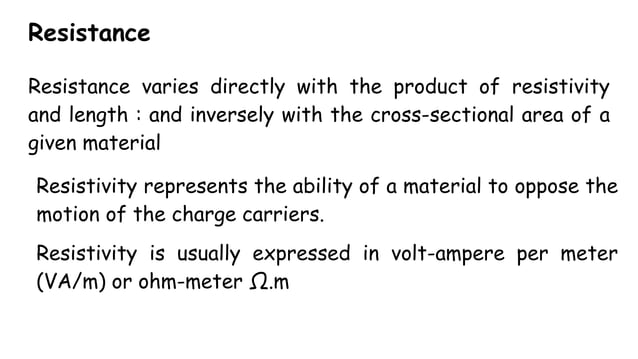 Resistance
Resistance varies directly with the product of resistivity
and length : and inversely with the cross-sectional area of a
given material
Resistivity represents the ability of a material to oppose the
motion of the charge carriers.
Resistivity is usually expressed in volt-ampere per meter
(VA/m) or ohm-meter Ω.m